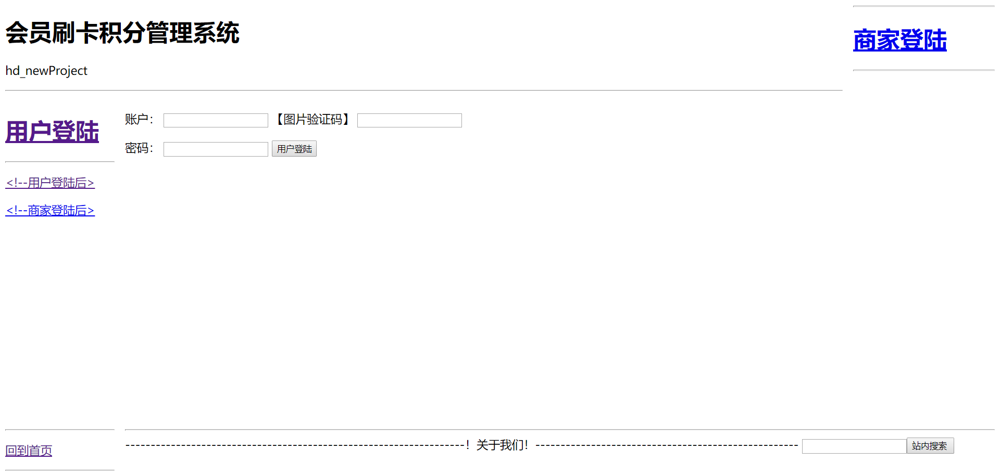 会员刷卡积分管理系统
商家登陆
hd_newProject
用户登陆
账户： 【图片验证码】
密码： 用户登陆
<!--用户登陆后>
<!--商家登陆后>
回到首页
-------------------------------------------------------------------！关于我们！---------------------------------------------------- 站内搜索